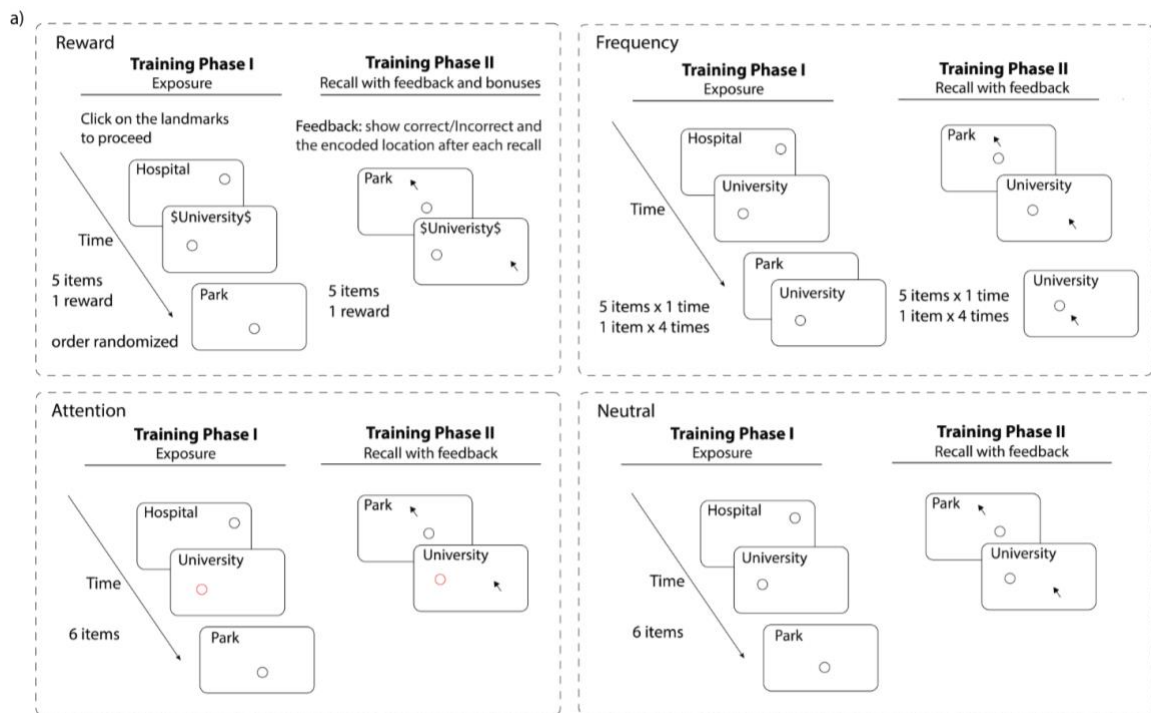 a)
Reward
Training Phase I
Exposure
Training Phase II
Recall with feedback and bonuses
Click on the landmarks
to proceed
Feedback: show correct/Incorrect and
the encoded location after each recall
Hospital
$University$
Park
Time
5 items
1 reward
order randomized
Park
$Univeristy$
5 items
1 reward
Frequency
Training Phase I
Exposure
Training Phase II
Recall with feedback
Hospital
University
Time
Park
University
5 items x 1 time
1 item x 4 times
Park
University
University
5 items x 1 time
1 item x 4 times
Attention
Training Phase I
Exposure
Training Phase II
Recall with feedback
Hospital
University
Time
Park
6 items
Park
University
Neutral
Training Phase I
Exposure
Training Phase II
Recall with feedback
Hospital
University
Time
Park
6 items
Park
University